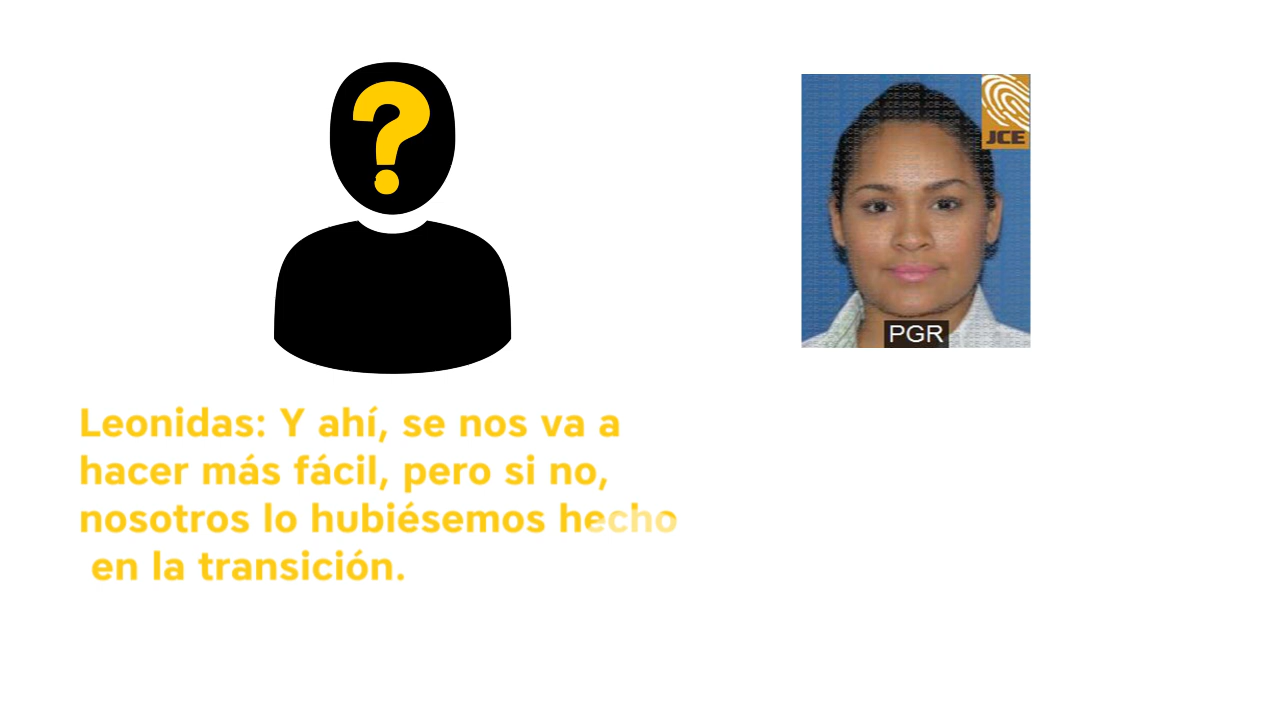 ?
JCE
PGR
Leonidas: Y ahí, se nos va a
hacer más fácil, pero si no,
nosotros lo hubiésemos hecho
en la transición.